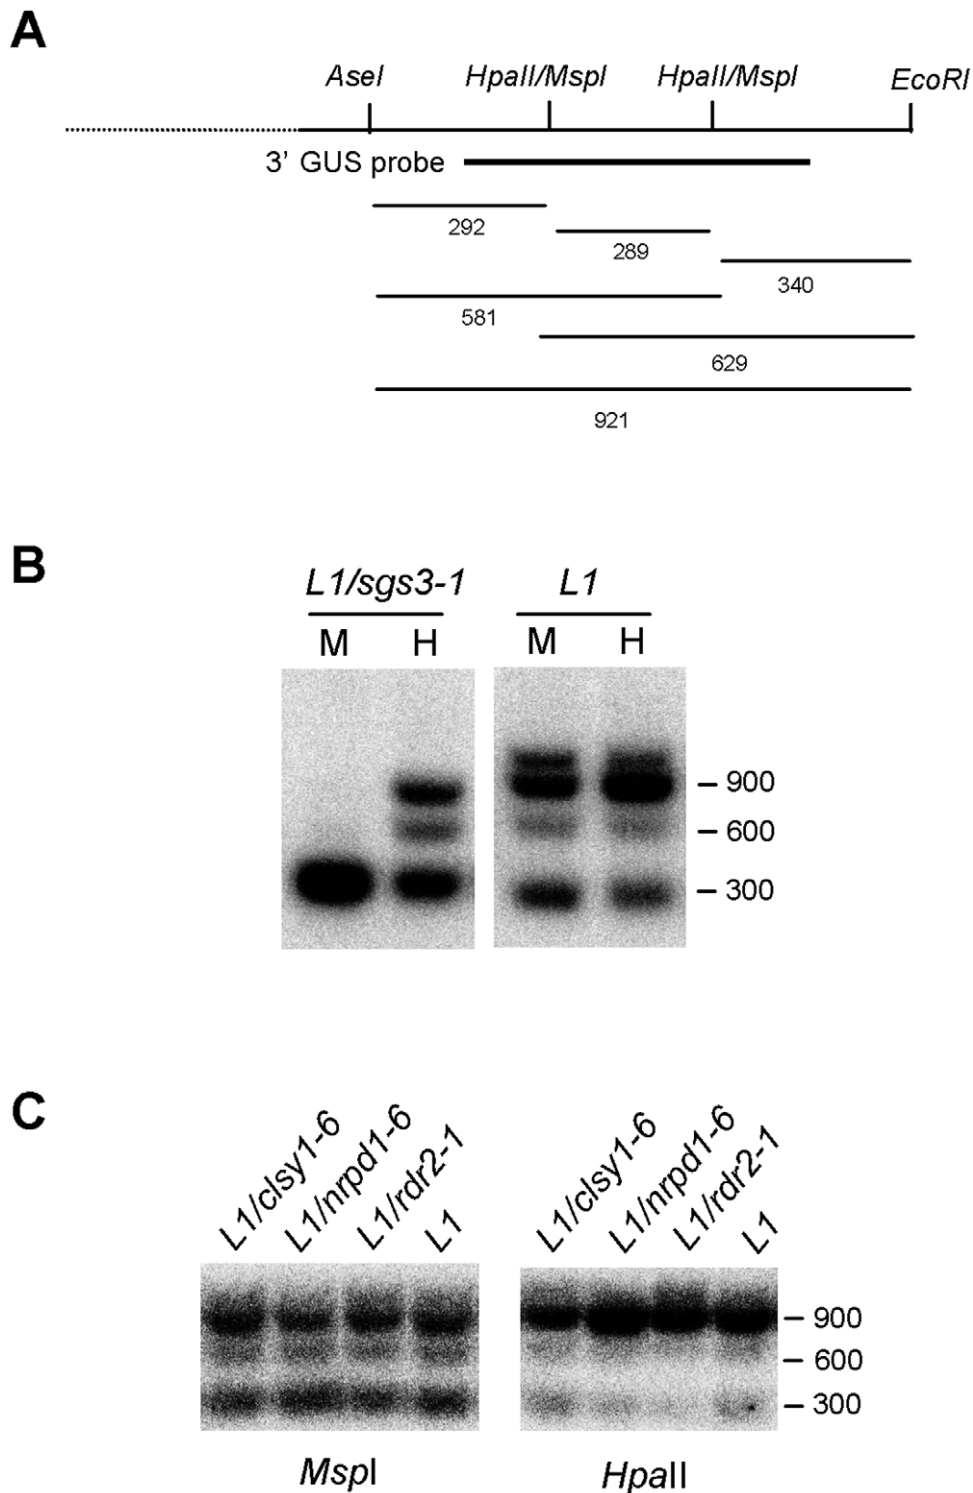 A
AseI HpaII/MspI HpaII/MspI EcoRI
3' GUS probe
292
289
340
581
629
921
B
L1/sgs3-1 L1
M H M H
900
600
300
C
L1/clsy1-6 L1/nrpd1-6 L1/rdr2-1 L1 L1/clsy1-6 L1/nrpd1-6 L1/rdr2-1 L1
900
600
300
MspI HpaII